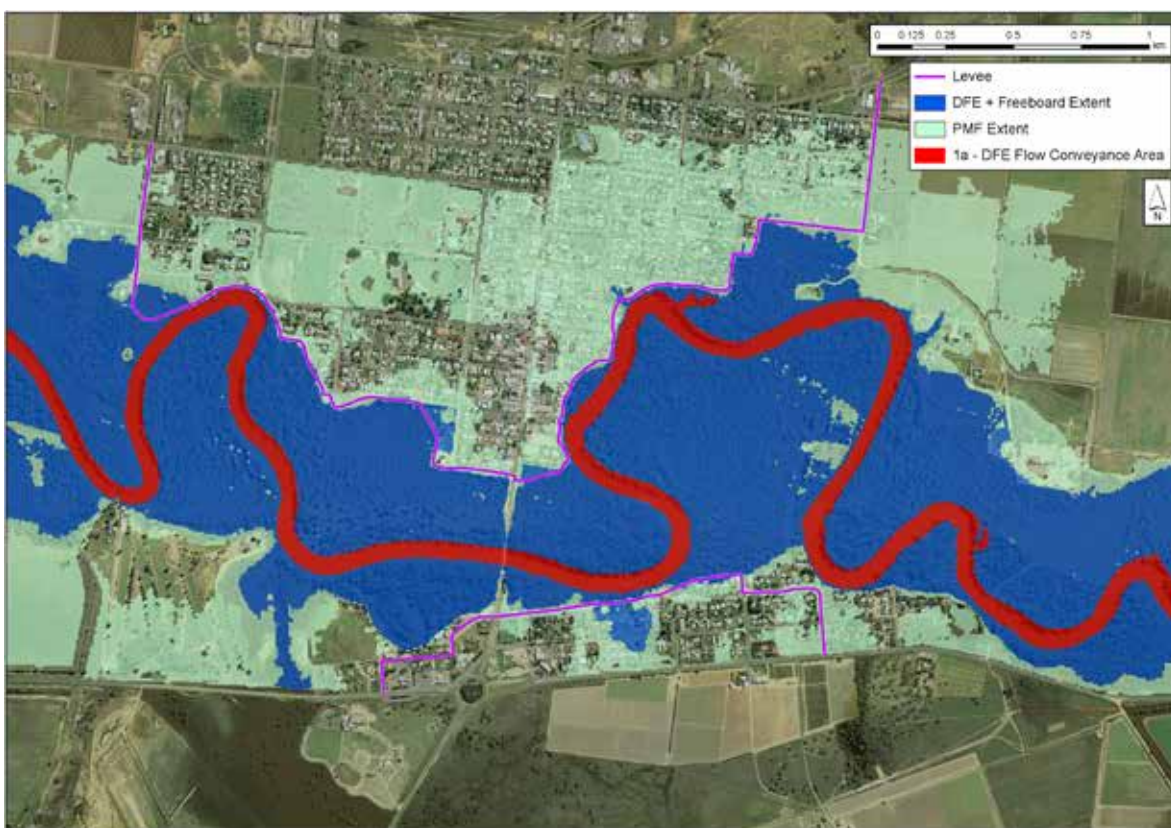 0 0.125 0.25 0.5 0.75 1
km
Levee
DFE + Freeboard Extent
PMF Extent
1a - DFE Flow Conveyance Area
N